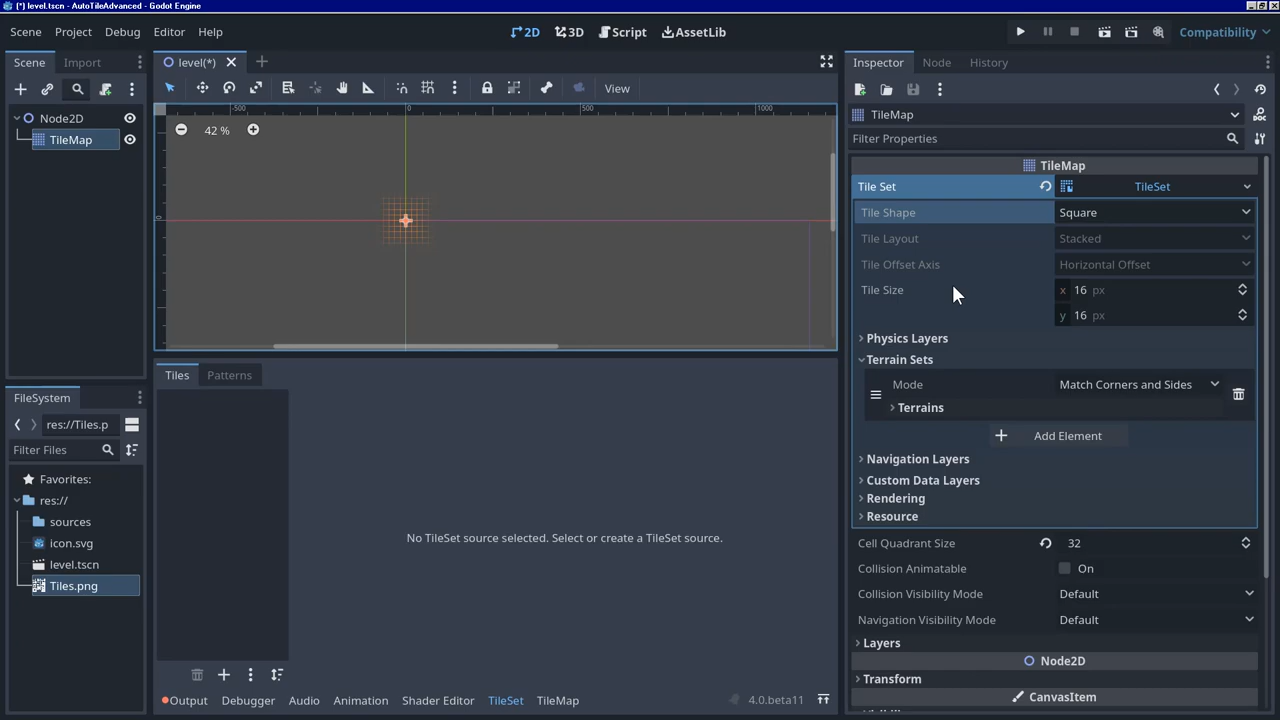 (*) level.tscn - AutoTileAdvanced - Godot Engine
Scene Project Debug Editor Help
2D 3D Script AssetLib
Compatibility
Scene Import
Node2D
TileMap
FileSystem
res://Tiles.p
Filter Files
Favorites:
res://
sources
icon.svg
level.tscn
Tiles.png
level(*)
View
-500 0 500 1000
42 %
0
Tiles Patterns
No TileSet source selected. Select or create a TileSet source.
Output Debugger Audio Animation Shader Editor TileSet TileMap
4.0.beta11
Inspector Node History
TileMap
Filter Properties
TileMap
Tile Set TileSet
Tile Shape Square
Tile Layout Stacked
Tile Offset Axis Horizontal Offset
Tile Size x 16 px
y 16 px
Physics Layers
Terrain Sets
Mode Match Corners and Sides
Terrains
Add Element
Navigation Layers
Custom Data Layers
Rendering
Resource
Cell Quadrant Size 32
Collision Animatable On
Collision Visibility Mode Default
Navigation Visibility Mode Default
Layers
Node2D
Transform
CanvasItem